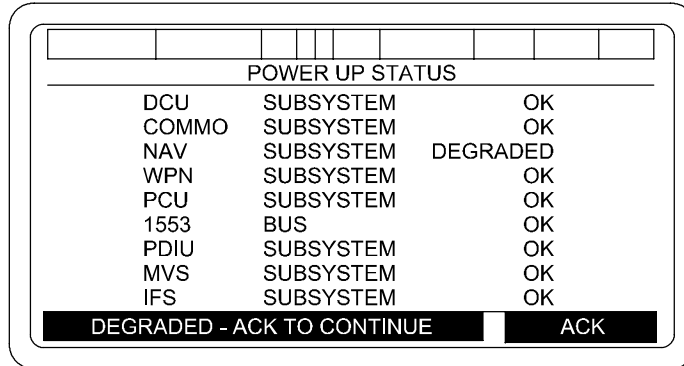 POWER UP STATUS
DCU SUBSYSTEM OK
COMMO SUBSYSTEM OK
NAV SUBSYSTEM DEGRADED
WPN SUBSYSTEM OK
PCU SUBSYSTEM OK
1553 BUS OK
PDIU SUBSYSTEM OK
MVS SUBSYSTEM OK
IFS SUBSYSTEM OK
DEGRADED - ACK TO CONTINUE ACK